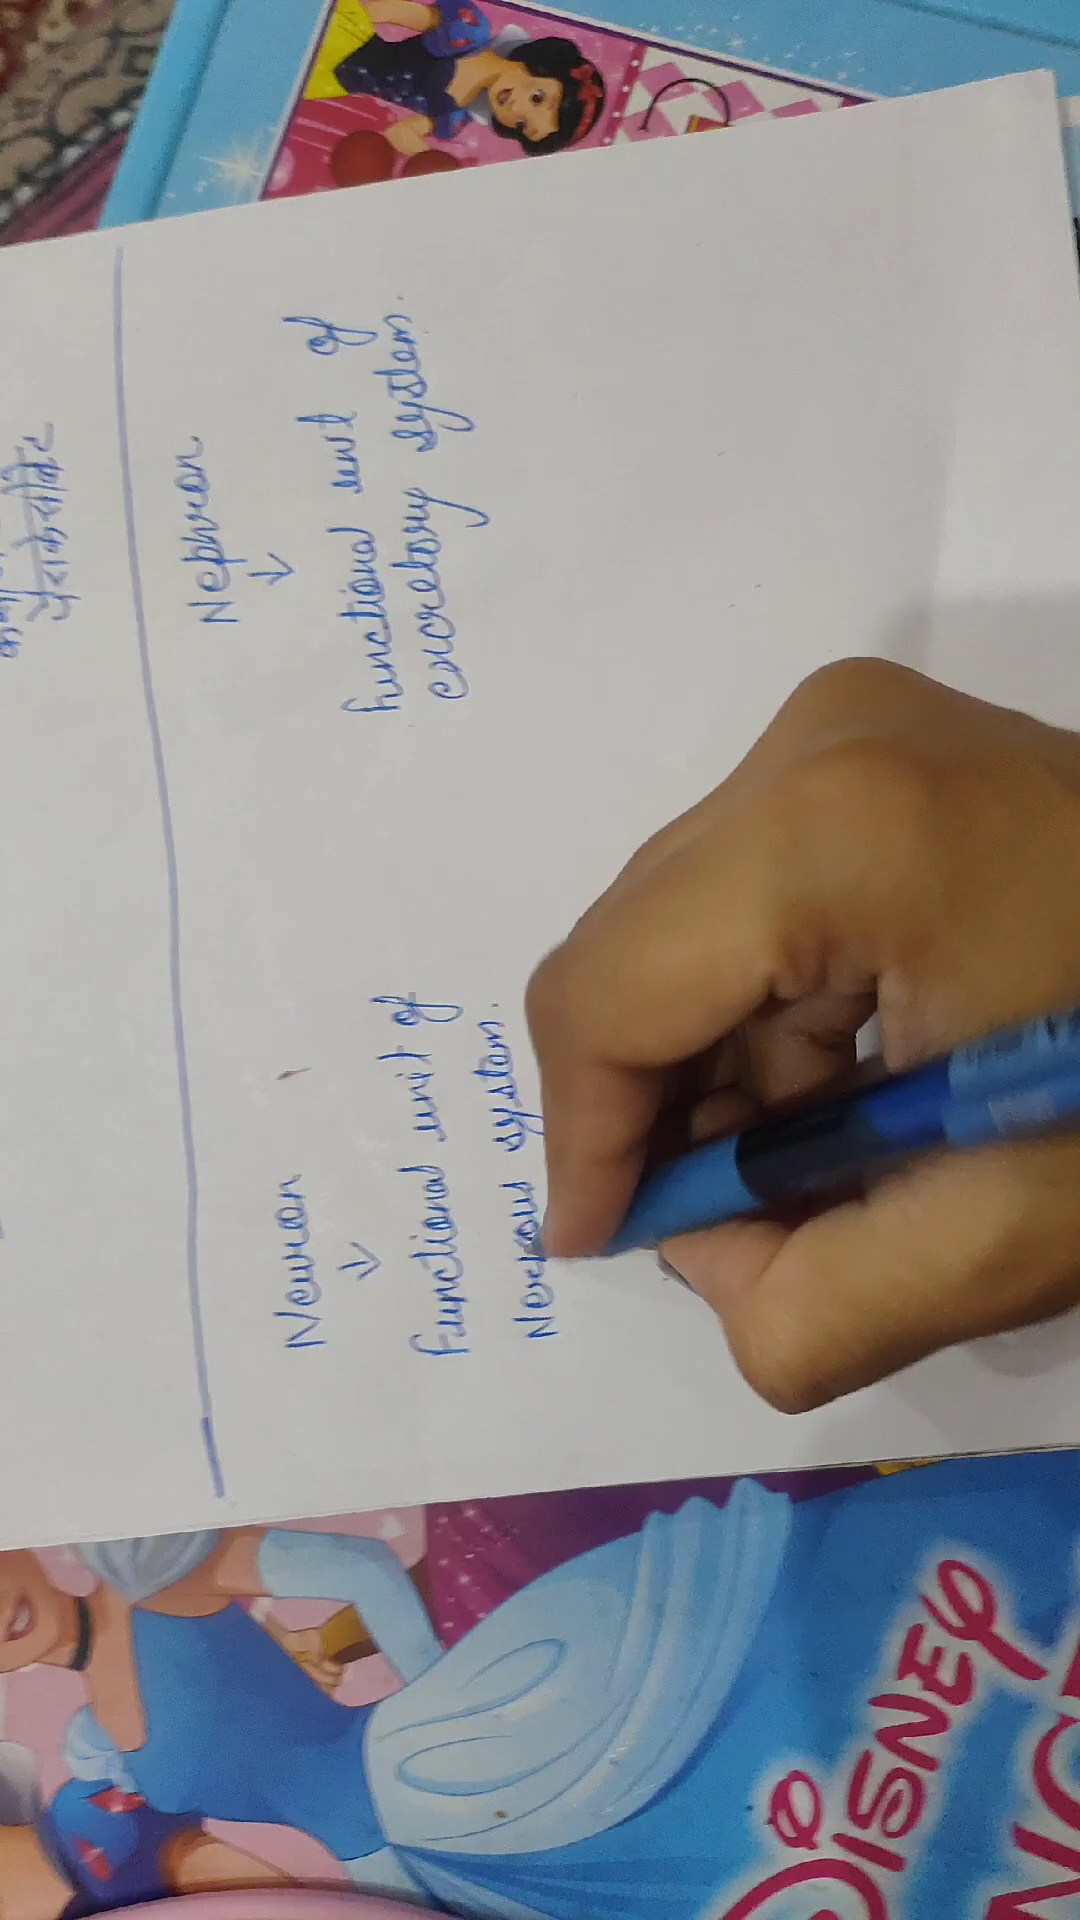 पैराकेसोविट
Neuron
↓
functional unit of
Nervous system.
Nephron
↓
functional unit of
excretory system.
DISNEY